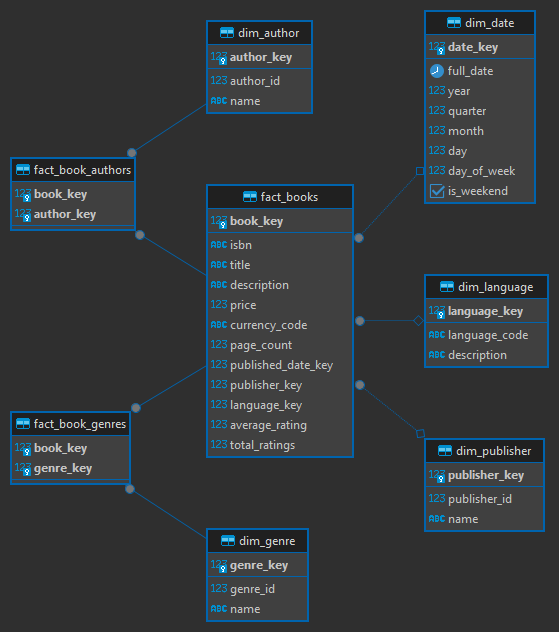 dim_author
123 author_key
123 author_id
ABC name
dim_date
123 date_key
full_date
123 year
123 quarter
123 month
123 day
123 day_of_week
is_weekend
fact_book_authors
123 book_key
123 author_key
fact_books
123 book_key
ABC isbn
ABC title
ABC description
123 price
ABC currency_code
123 page_count
123 published_date_key
123 publisher_key
123 language_key
123 average_rating
123 total_ratings
dim_language
123 language_key
ABC language_code
ABC description
fact_book_genres
123 book_key
123 genre_key
dim_publisher
123 publisher_key
123 publisher_id
ABC name
dim_genre
123 genre_key
123 genre_id
ABC name